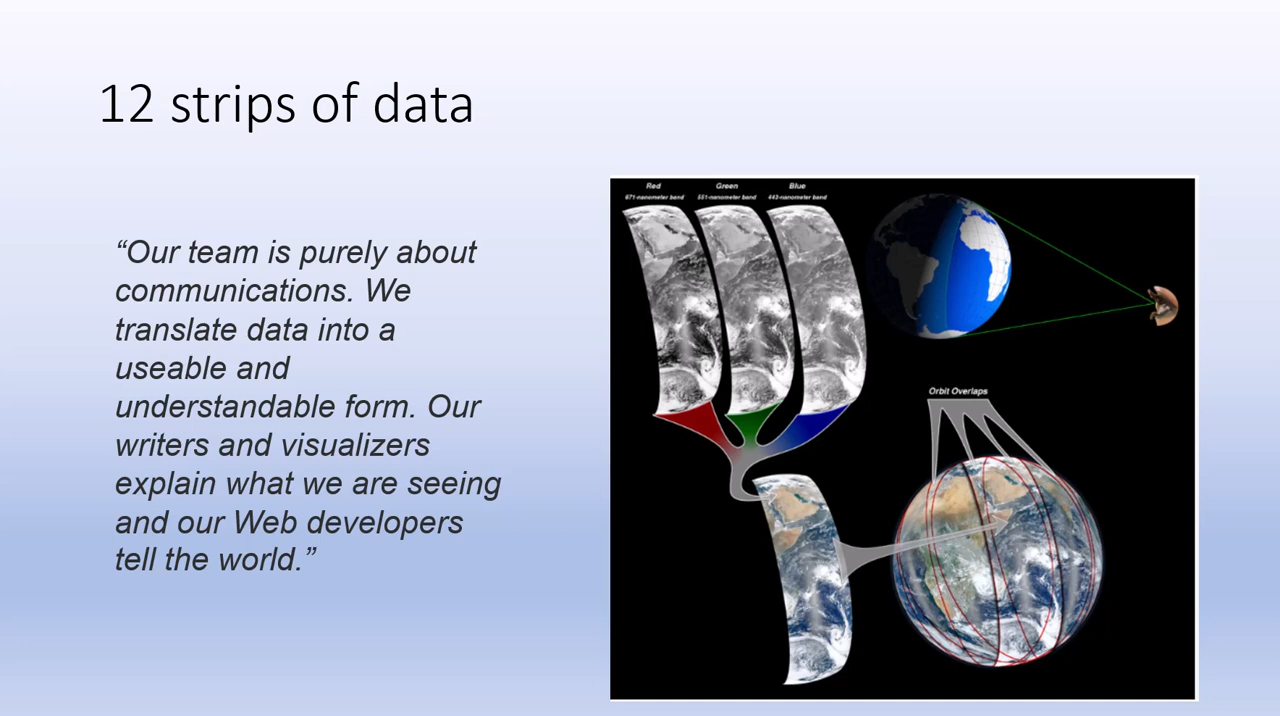 12 strips of data
“Our team is purely about
communications. We
translate data into a
useable and
understandable form. Our
writers and visualizers
explain what we are seeing
and our Web developers
tell the world.”
Red
671-nanometer band
Green
551-nanometer band
Blue
443-nanometer band
Orbit Overlaps